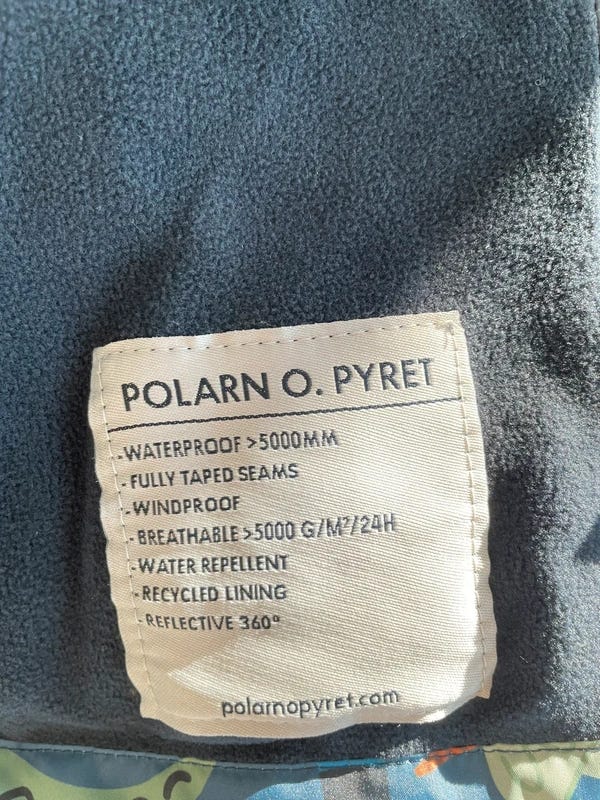 POLARN O. PYRET
-WATERPROOF >5000MM
- FULLY TAPED SEAMS
- WINDPROOF
- BREATHABLE >5000 G/M²/24H
- WATER REPELLENT
- RECYCLED LINING
- REFLECTIVE 360°
polarnopyret.com